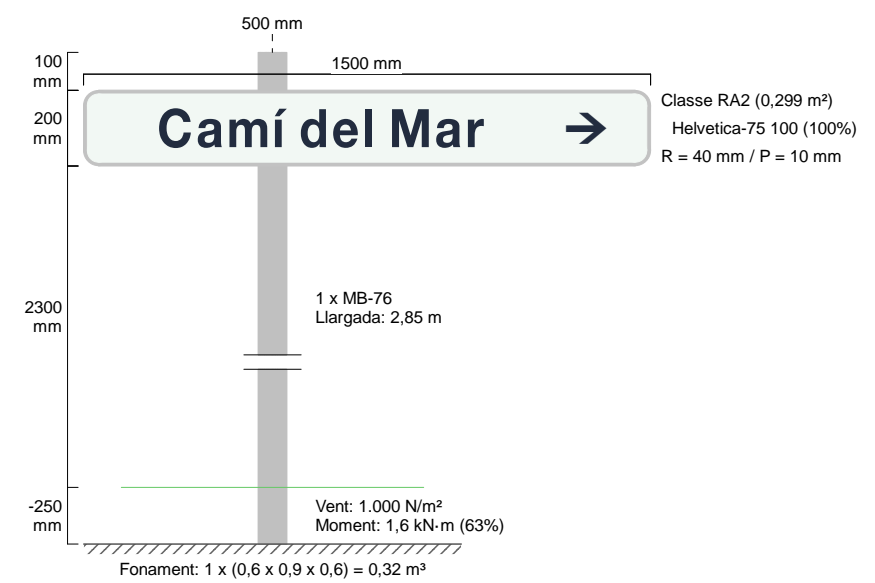 500 mm
100
mm
1500 mm
200
mm
Camí del Mar
Classe RA2 (0,299 m²)
Helvetica-75 100 (100%)
R = 40 mm / P = 10 mm
2300
mm
1 x MB-76
Llargada: 2,85 m
-250
mm
Vent: 1.000 N/m²
Moment: 1,6 kN·m (63%)
Fonament: 1 x (0,6 x 0,9 x 0,6) = 0,32 m³